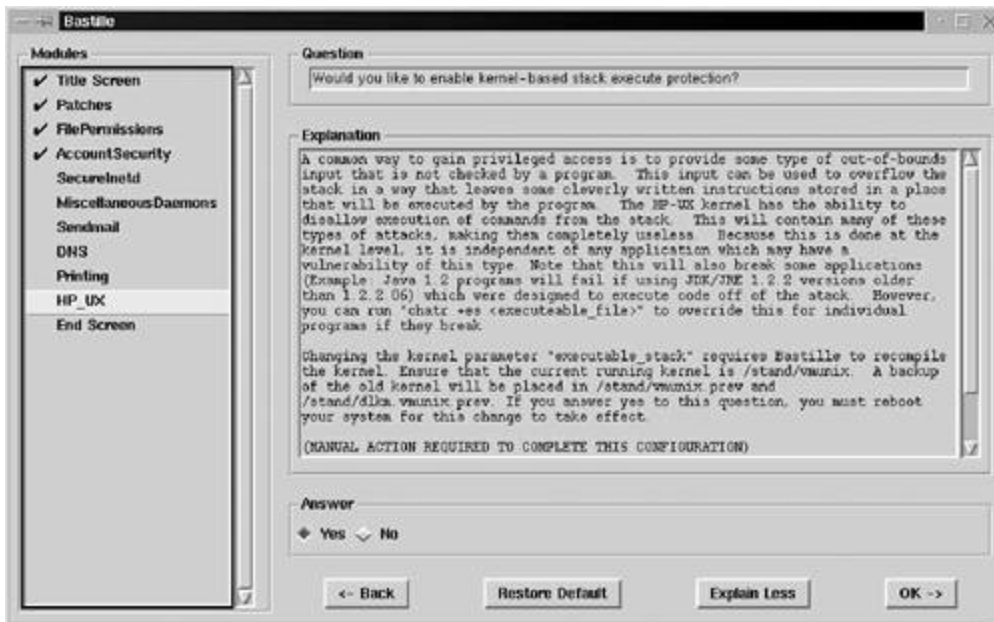 Bastille
Modules
✔ Title Screen
✔ Patches
✔ FilePermissions
✔ AccountSecurity
SecureInetd
MiscellaneousDaemons
Sendmail
DNS
Printing
HP_UX
End Screen
Question
Would you like to enable kernel-based stack execute protection?
Explanation
A common way to gain privileged access is to provide some type of out-of-bounds
input that is not checked by a program.  This input can be used to overflow the
stack in a way that leaves some cleverly written instructions stored in a place
that will be executed by the program.  The HP-UX kernel has the ability to
disallow execution of commands from the stack.  This will contain many of these
types of attacks, making them completely useless.  Because this is done at the
kernel level, it is independent of any application which may have a
vulnerability of this type. Note that this will also break some applications
(Example: Java 1.2 programs will fail if using JDK/JRE 1.2.2 versions older
than 1.2.2.06) which were designed to execute code off of the stack.  However,
you can run "chatr +es <executeable_file>" to override this for individual
programs if they break.
Changing the kernel parameter "executable_stack" requires Bastille to recompile
the kernel. Ensure that the current running kernel is /stand/vmunix.  A backup
of the old kernel will be placed in /stand/vmunix.prev and
/stand/dlkm.vmunix.prev. If you answer yes to this question, you must reboot
your system for this change to take effect.
(MANUAL ACTION REQUIRED TO COMPLETE THIS CONFIGURATION)
Answer
Yes No
<- Back Restore Default Explain Less OK ->